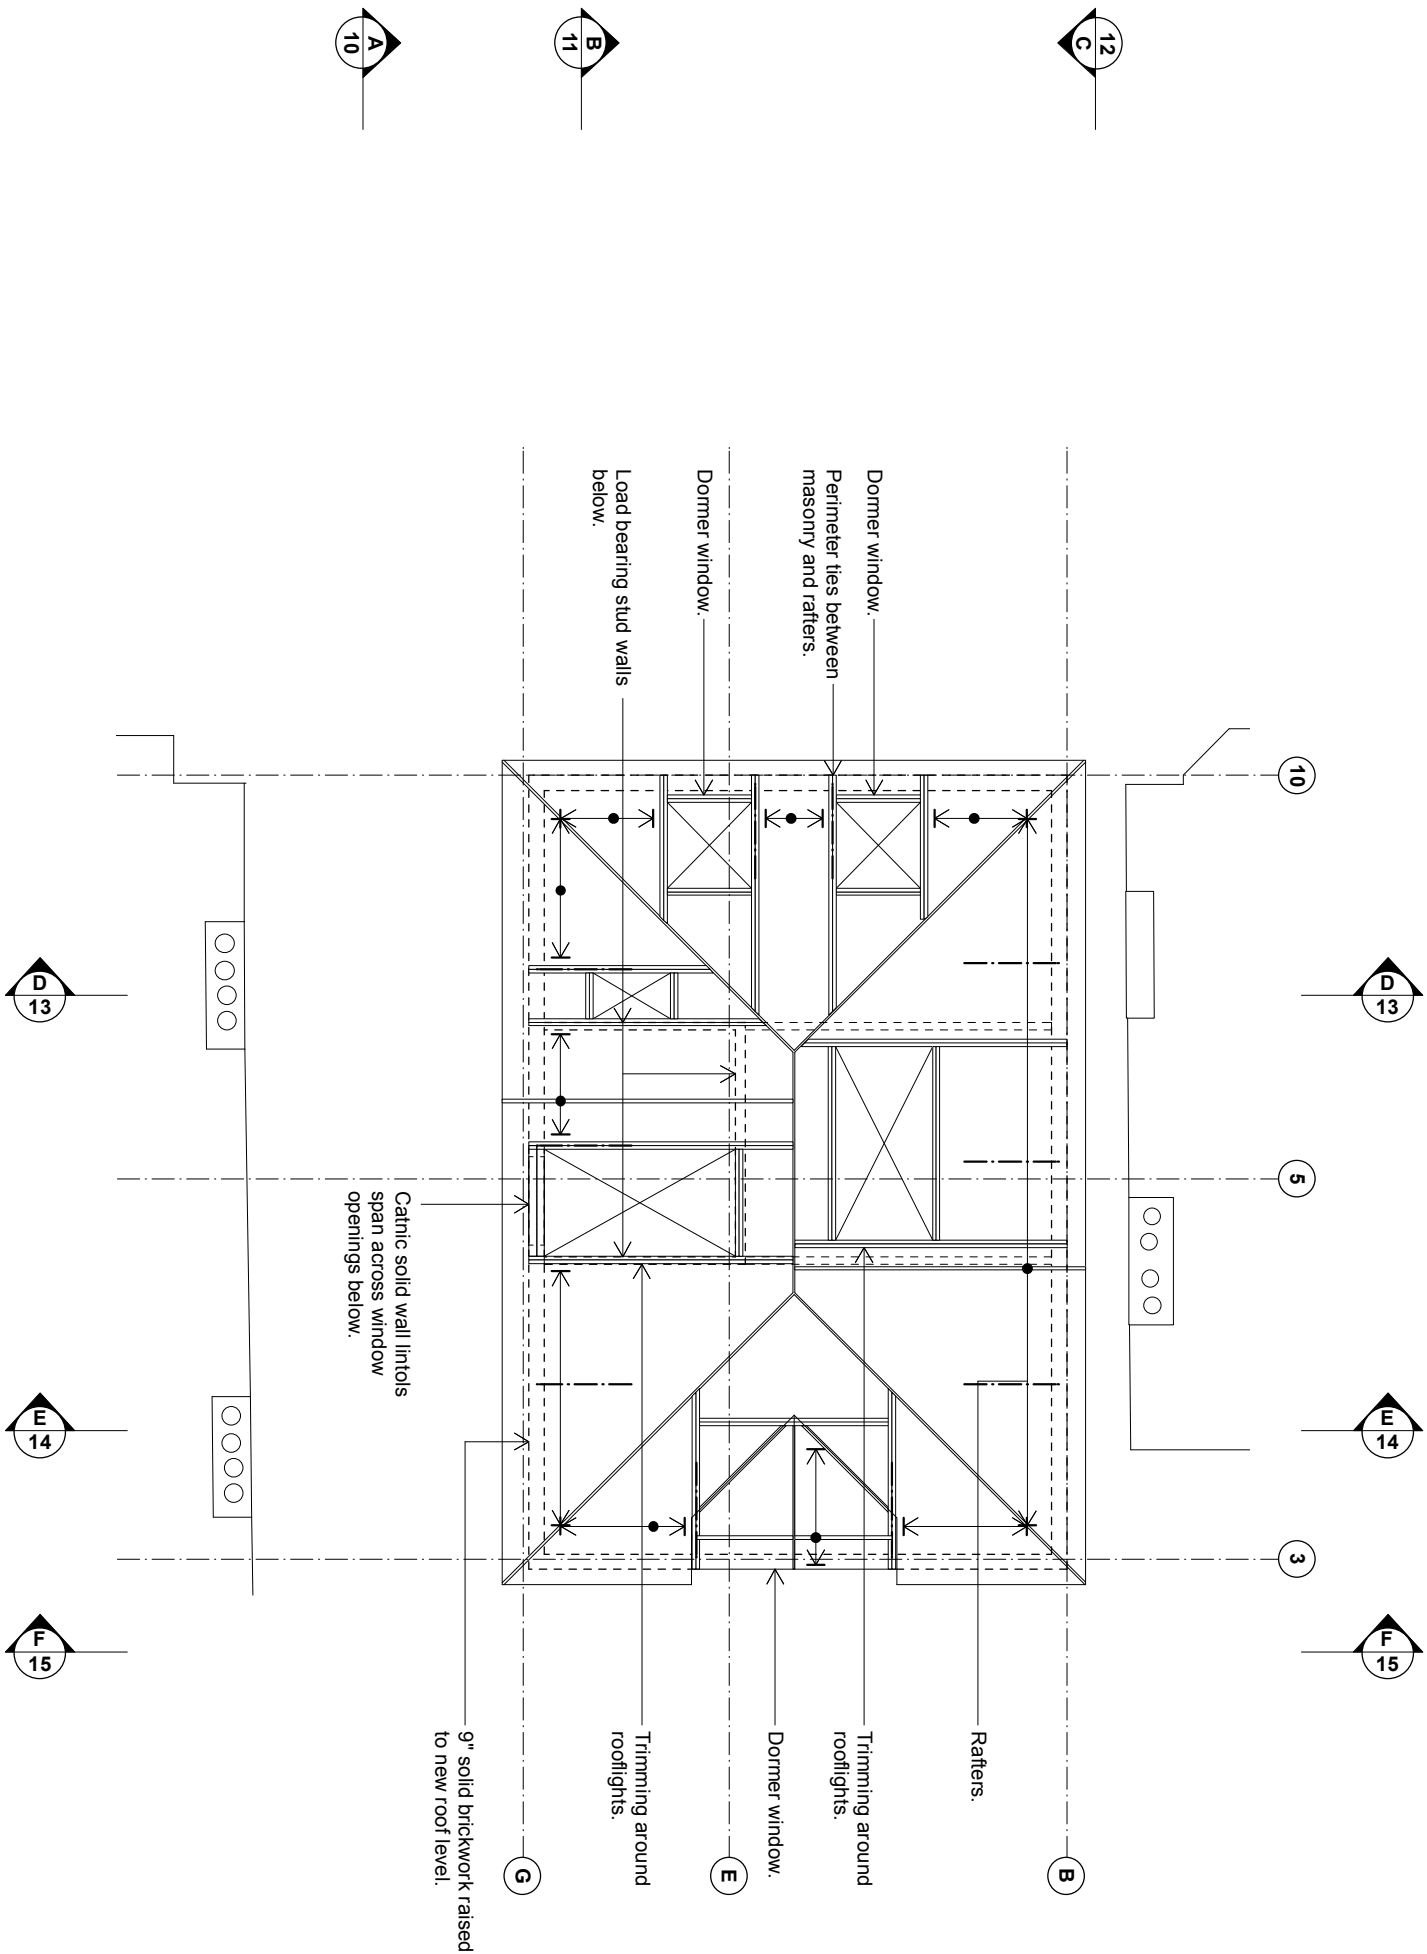 A
10
B
11
12
C
Dormer window.
Perimeter ties between
masonry and rafters.
Dormer window.
Load bearing stud walls
below.
10
5
3
D
13
D
13
E
14
E
14
F
15
F
15
Catnic solid wall lintols
span across window
openings below.
Rafters.
Trimming around
rooflights.
Dormer window.
Trimming around
rooflights.
9" solid brickwork raised
to new roof level.
G
E
B